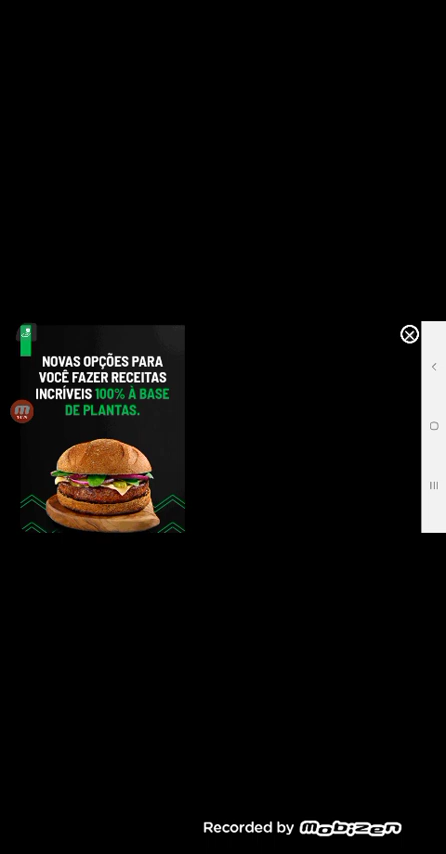 NOVAS OPÇÕES PARA
VOCÊ FAZER RECEITAS
INCRÍVEIS 100% À BASE
DE PLANTAS.
Recorded by mobizen